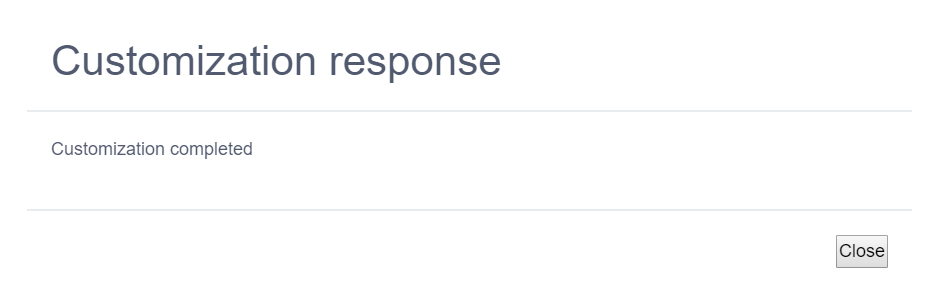 Customization response
Customization completed
Close